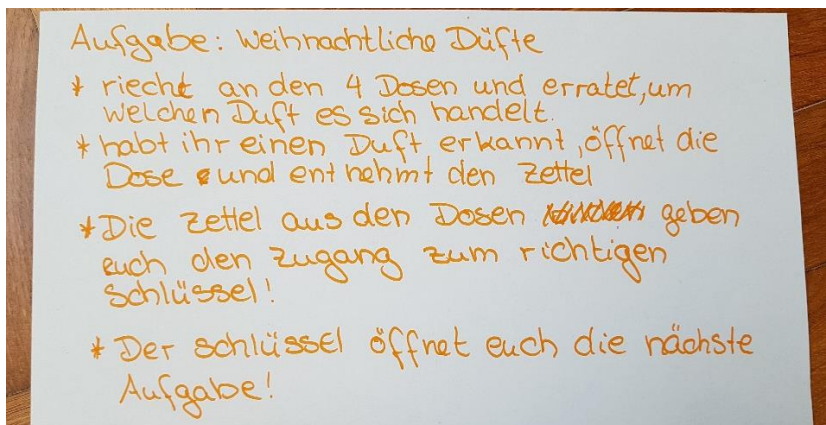 Aufgabe: Weihnachtliche Düfte
* riecht an den 4 Dosen und erratet, um
welchen Duft es sich handelt.
* habt ihr einen Duft erkannt, öffnet die
Dose und entnehmt den Zettel
* Die Zettel aus den Dosen geben
euch den Zugang zum richtigen
Schlüssel!
* Der Schlüssel öffnet euch die nächste
Aufgabe!